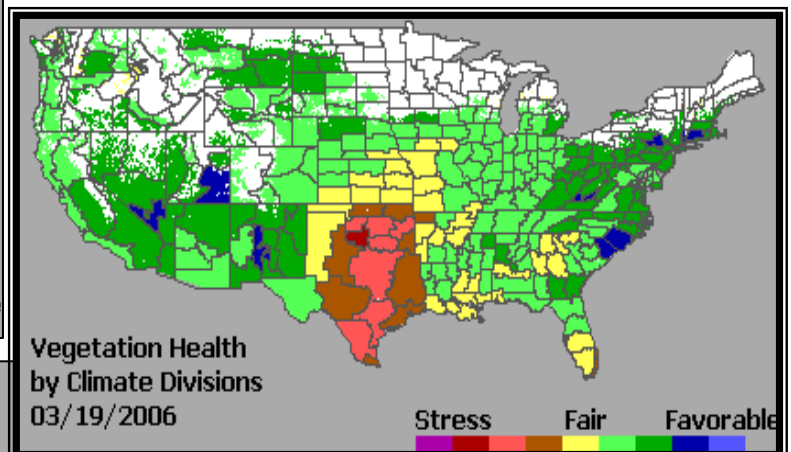 Vegetation Health
by Climate Divisions
03/19/2006
Stress Fair Favorable